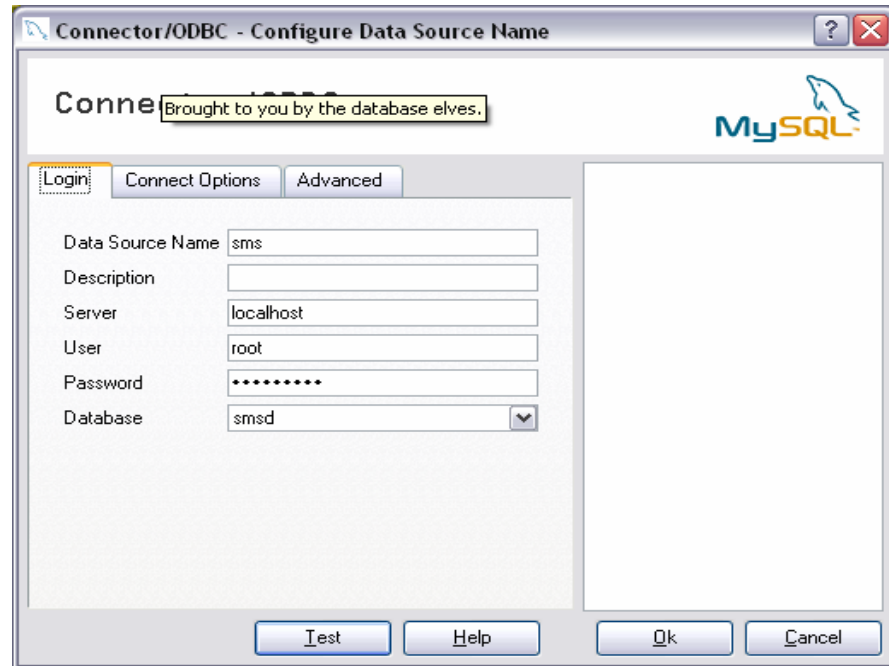 Connector/ODBC - Configure Data Source Name
Conne
Brought to you by the database elves.
MySQL
Login Connect Options Advanced
Data Source Name sms
Description
Server localhost
User root
Password •••••••••
Database smsd
Test Help Ok Cancel